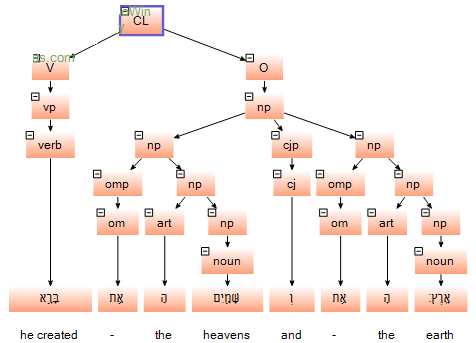 CL
V O
vp np
verb np cjp np
omp np cj omp np
om art np om art np
noun noun
בָּרָ֣א אֵ֥ת הַ שָּׁמַ֖יִם וְ אֵ֥ת הָ אָֽרֶץ׃
he created - the heavens and - the earth